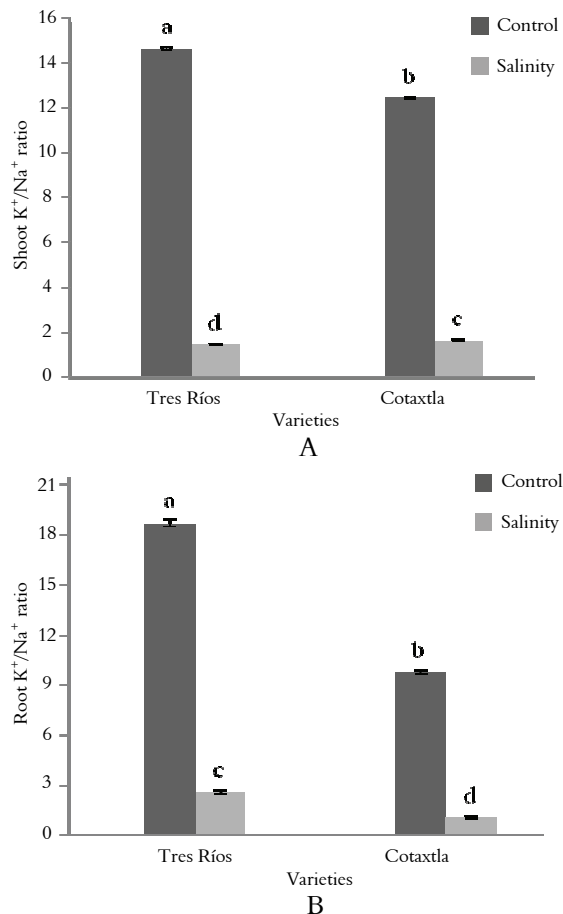 16
a
Control
14
Salinity
b
12
10
8
6
4
2
d
c
0
Shoot K⁺/Na⁺ ratio
Tres Ríos
Cotaxtla
Varieties
A
21
a
Control
18
Salinity
15
12
b
9
6
3
c
d
0
Root K⁺/Na⁺ ratio
Tres Ríos
Cotaxtla
Varieties
B